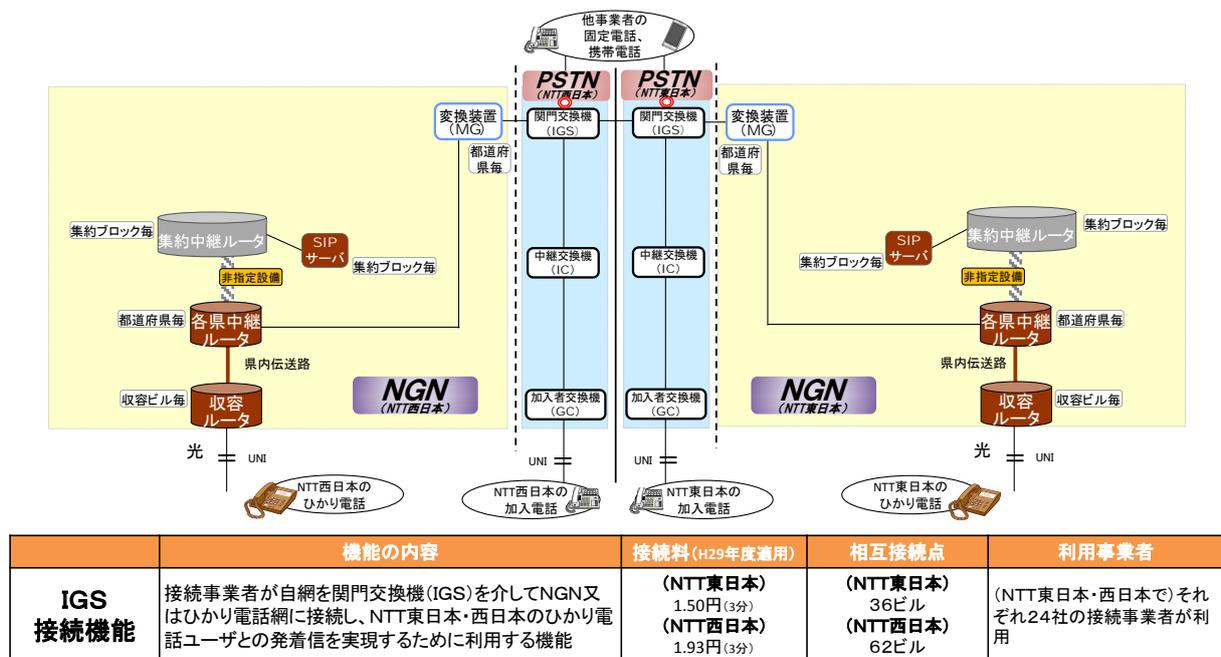 他事業者の
固定電話、
携帯電話
PSTN
(NTT西日本)
PSTN
(NTT東日本)
変換装置
(MG)
関門交換機
(IGS)
関門交換機
(IGS)
変換装置
(MG)
都道府
県毎
都道府
県毎
集約ブロック毎
集約中継ルータ
SIP
サーバ
集約ブロック毎
中継交換機
(IC)
中継交換機
(IC)
SIP
サーバ
集約ブロック毎
集約中継ルータ
集約ブロック毎
非指定設備
非指定設備
都道府県毎
各県中継
ルータ
各県中継
ルータ
都道府県毎
県内伝送路
県内伝送路
NGN
(NTT西日本)
NGN
(NTT東日本)
収容ビル毎
収容
ルータ
加入者交換機
(GC)
加入者交換機
(GC)
収容
ルータ
収容ビル毎
光
UNI
UNI
UNI
光
UNI
NTT西日本の
ひかり電話
NTT西日本の
加入電話
NTT東日本の
加入電話
NTT東日本の
ひかり電話
機能の内容
接続料(H29年度適用)
相互接続点
利用事業者
IGS
接続機能
接続事業者が自網を関門交換機(IGS)を介してNGN又
はひかり電話網に接続し、NTT東日本・西日本のひかり電
話ユーザとの発着信を実現するために利用する機能
(NTT東日本)
1.50円(3分)
(NTT西日本)
1.93円(3分)
(NTT東日本)
36ビル
(NTT西日本)
62ビル
(NTT東日本・西日本で)それ
ぞれ24社の接続事業者が利
用